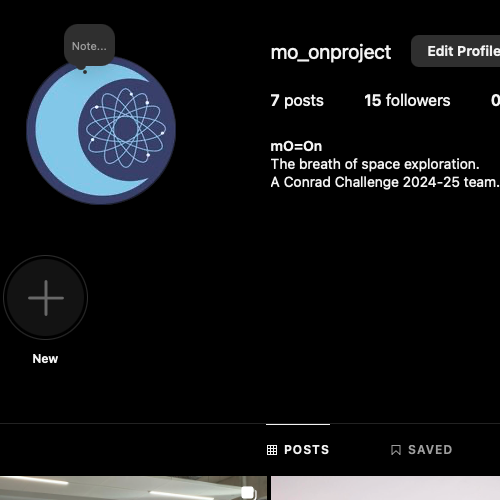 Note...
mo_onproject
Edit Profile
7 posts 15 followers 0
mO=On
The breath of space exploration.
A Conrad Challenge 2024-25 team.
New
POSTS SAVED